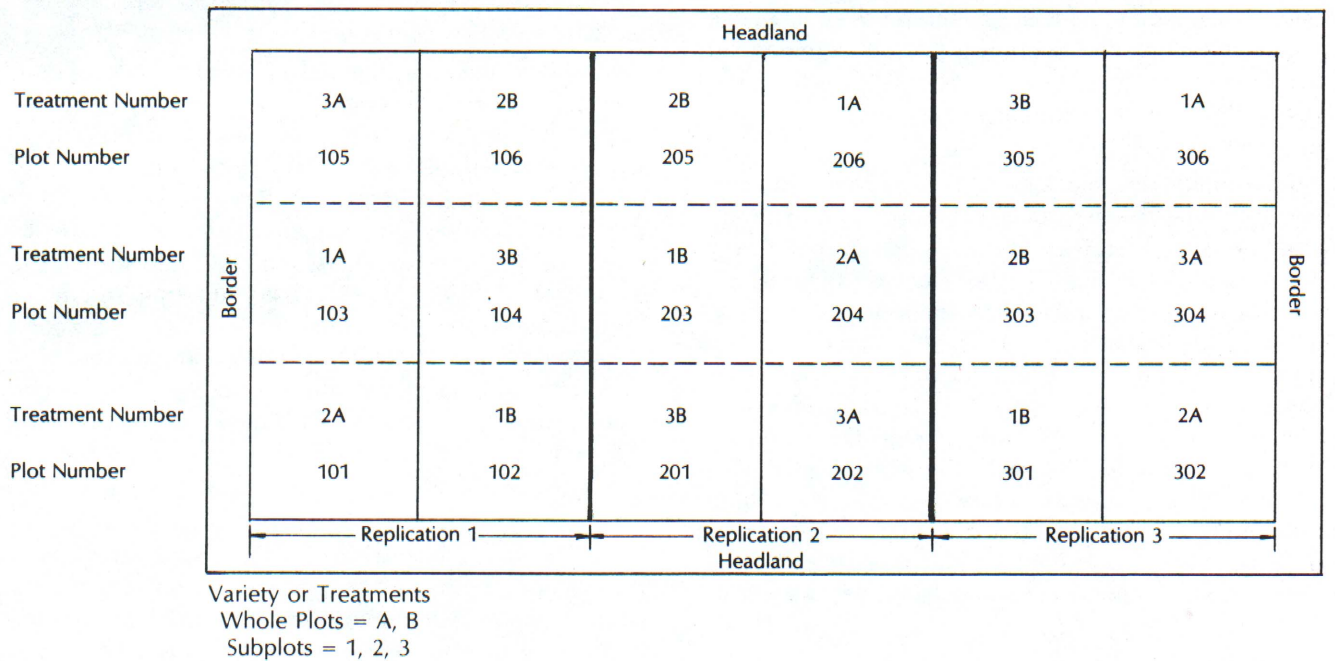 Headland
Treatment Number 3A 2B 2B 1A 3B 1A
Plot Number 105 106 205 206 305 306
Treatment Number 1A 3B 1B 2A 2B 3A
Border
Border
Plot Number 103 104 203 204 303 304
Treatment Number 2A 1B 3B 3A 1B 2A
Plot Number 101 102 201 202 301 302
Replication 1 Replication 2 Replication 3
Headland
Variety or Treatments
Whole Plots = A, B
Subplots = 1, 2, 3